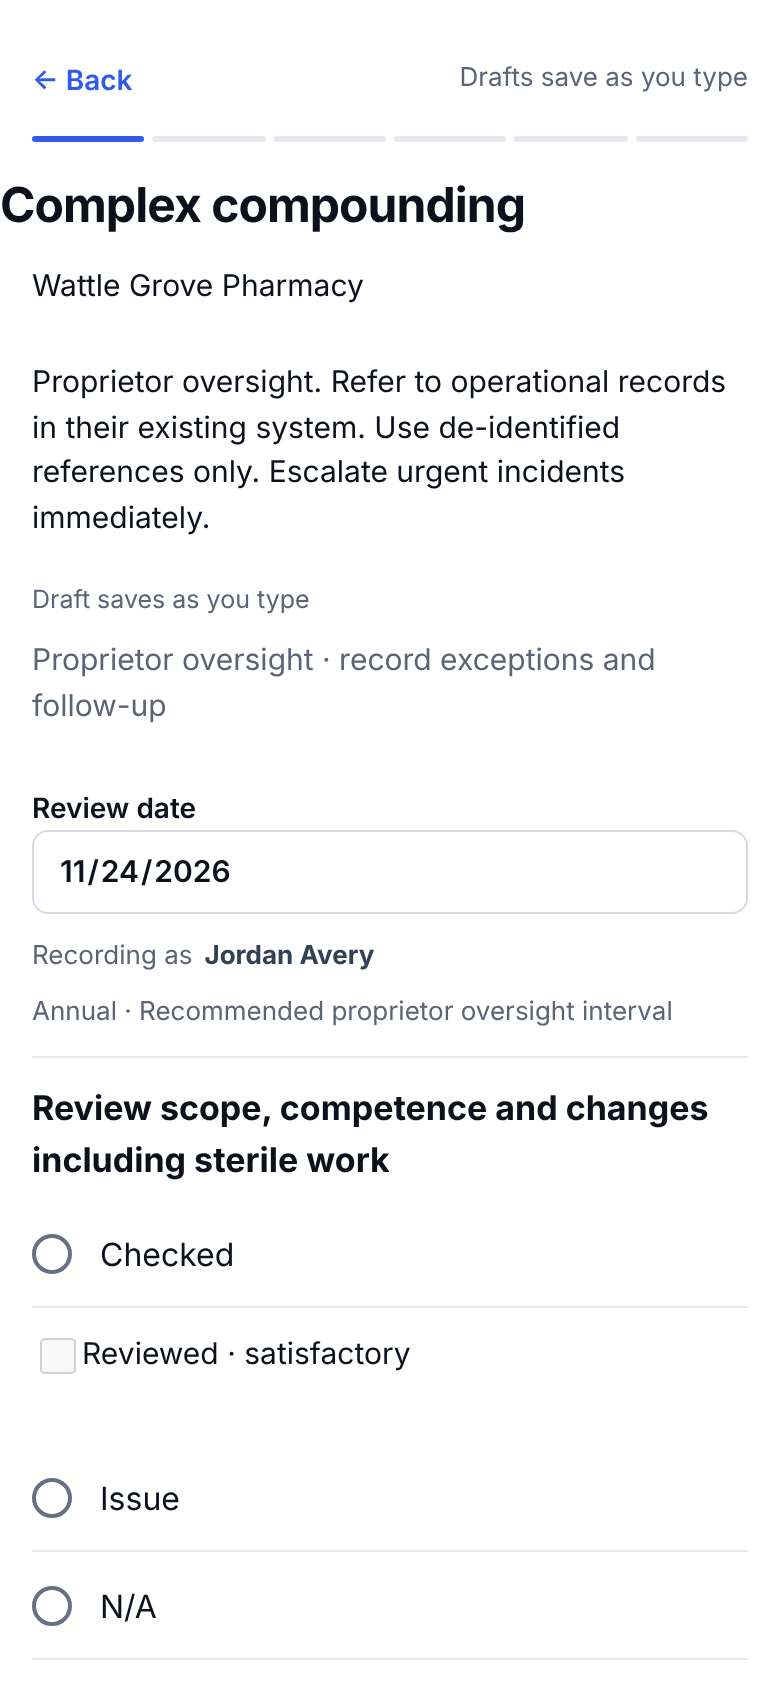 ← Back
Drafts save as you type
Complex compounding
Wattle Grove Pharmacy
Proprietor oversight. Refer to operational records
in their existing system. Use de-identified
references only. Escalate urgent incidents
immediately.
Draft saves as you type
Proprietor oversight · record exceptions and
follow-up
Review date
11/24/2026
Recording as Jordan Avery
Annual · Recommended proprietor oversight interval
Review scope, competence and changes
including sterile work
Checked
Reviewed · satisfactory
Issue
N/A